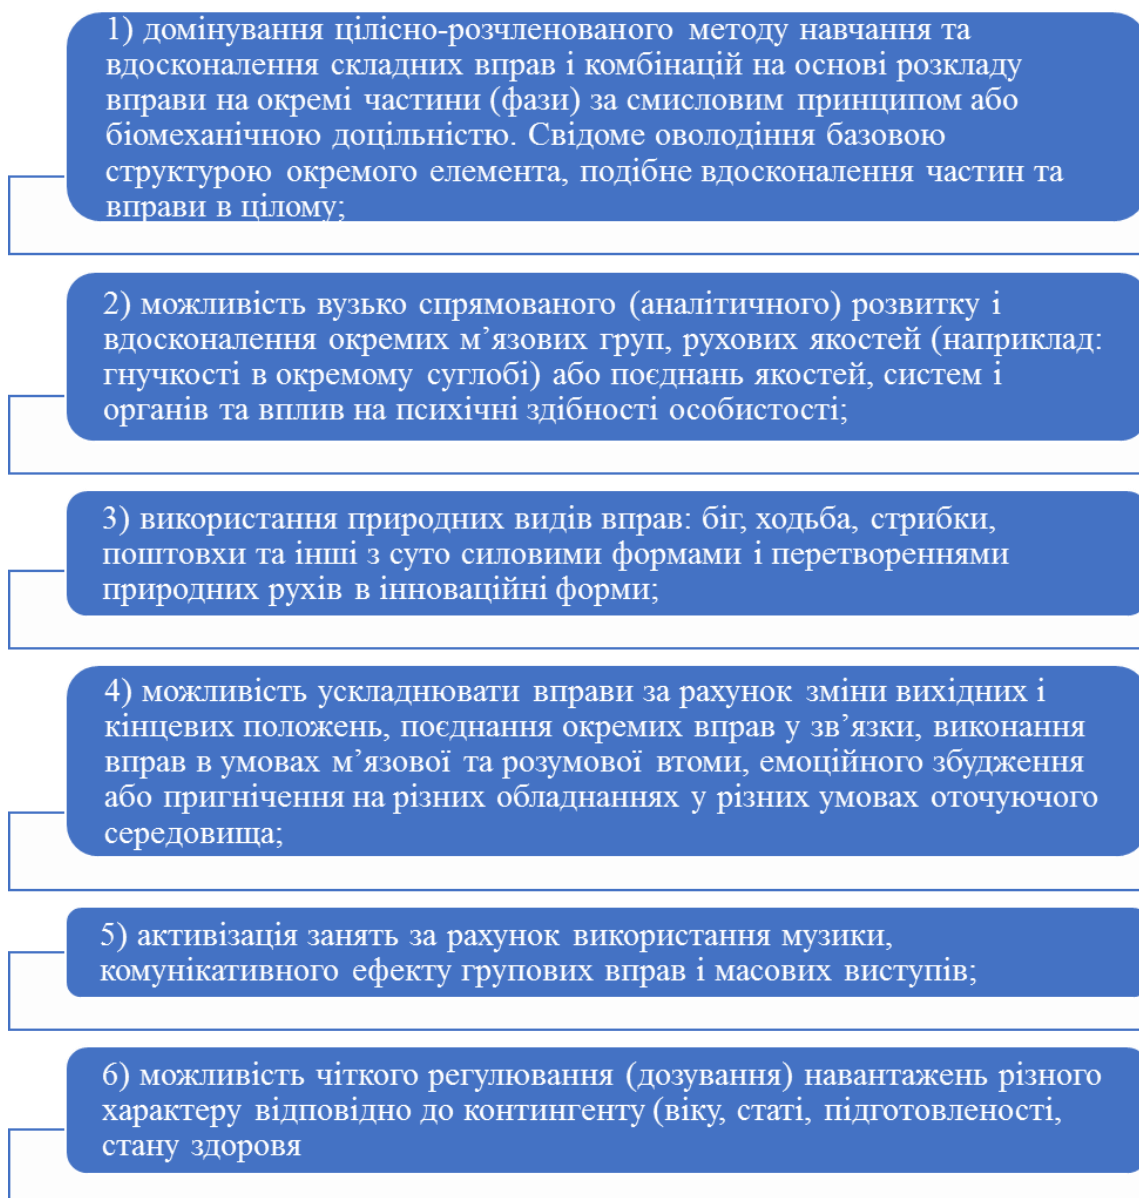 1) домінування цілісно-розчленованого методу навчання та
вдосконалення складних вправ і комбінацій на основі розкладу
вправи на окремі частини (фази) за смисловим принципом або
біомеханічною доцільністю. Свідоме оволодіння базовою
структурою окремого елемента, подібне вдосконалення частин та
вправи в цілому;
2) можливість вузько спрямованого (аналітичного) розвитку і
вдосконалення окремих м’язових груп, рухових якостей (наприклад:
гнучкості в окремому суглобі) або поєднань якостей, систем і
органів та вплив на психічні здібності особистості;
3) використання природних видів вправ: біг, ходьба, стрибки,
поштовхи та інші з суто силовими формами і перетвореннями
природних рухів в інноваційні форми;
4) можливість ускладнювати вправи за рахунок зміни вихідних і
кінцевих положень, поєднання окремих вправ у зв’язки, виконання
вправ в умовах м’язової та розумової втоми, емоційного збудження
або пригнічення на різних обладнаннях у різних умовах оточуючого
середовища;
5) активізація занять за рахунок використання музики,
комунікативного ефекту групових вправ і масових виступів;
6) можливість чіткого регулювання (дозування) навантажень різного
характеру відповідно до контингенту (віку, статі, підготовленості,
стану здоровя